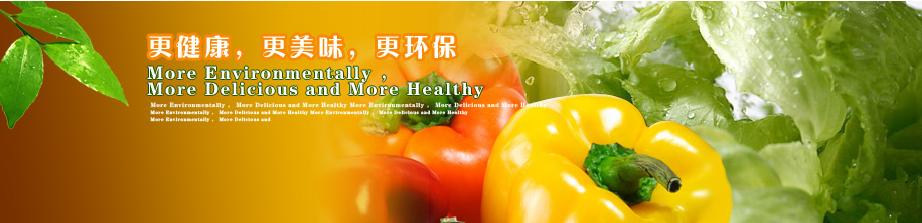 更健康，更美味，更环保
More Environmentally ,
More Delicious and More Healthy
More Environmentally , More Delicious and More Healthy More Environmentally , More Delicious and More Healthy
More Environmentally , More Delicious and More Healthy More Environmentally , More Delicious and More Healthy
More Environmentally , More Delicious and